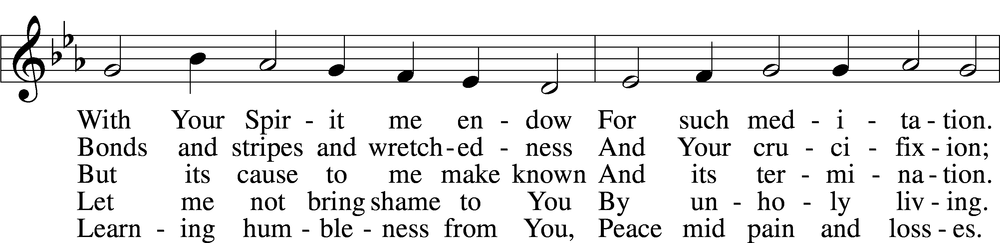 With Your Spir - it me en - dow For such med - i - ta - tion.
Bonds and stripes and wretch - ed - ness And Your cru - ci - fix - ion;
But its cause to me make known And its ter - mi - na - tion.
Let me not bring shame to You By un - ho - ly liv - ing.
Learn - ing hum - ble - ness from You, Peace mid pain and loss - es.